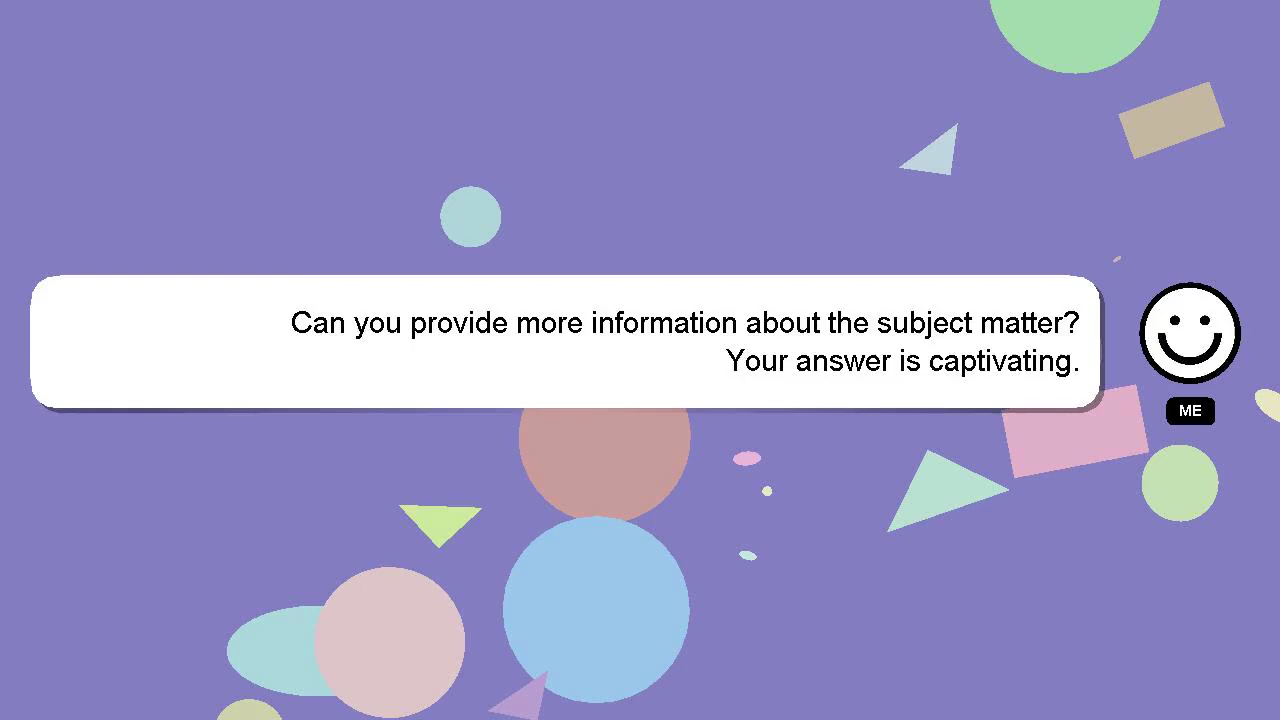 Can you provide more information about the subject matter?
Your answer is captivating.
ME